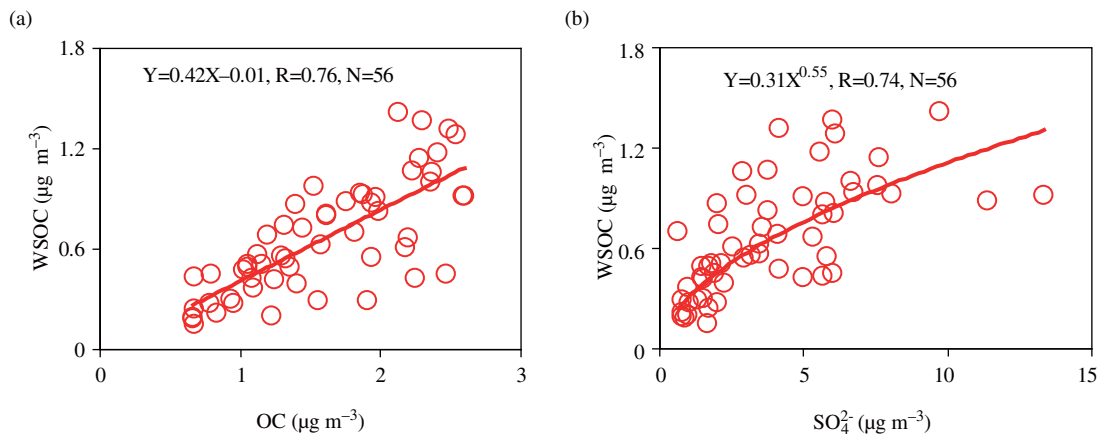 (a)
Y=0.42X−0.01, R=0.76, N=56
WSOC (μg m⁻³)
1.8
1.2
0.6
0
0
1
2
3
OC (μg m⁻³)
(b)
Y=0.31X⁰·⁵⁵, R=0.74, N=56
WSOC (μg m⁻³)
1.8
1.2
0.6
0
0
5
10
15
SO₄²⁻ (μg m⁻³)